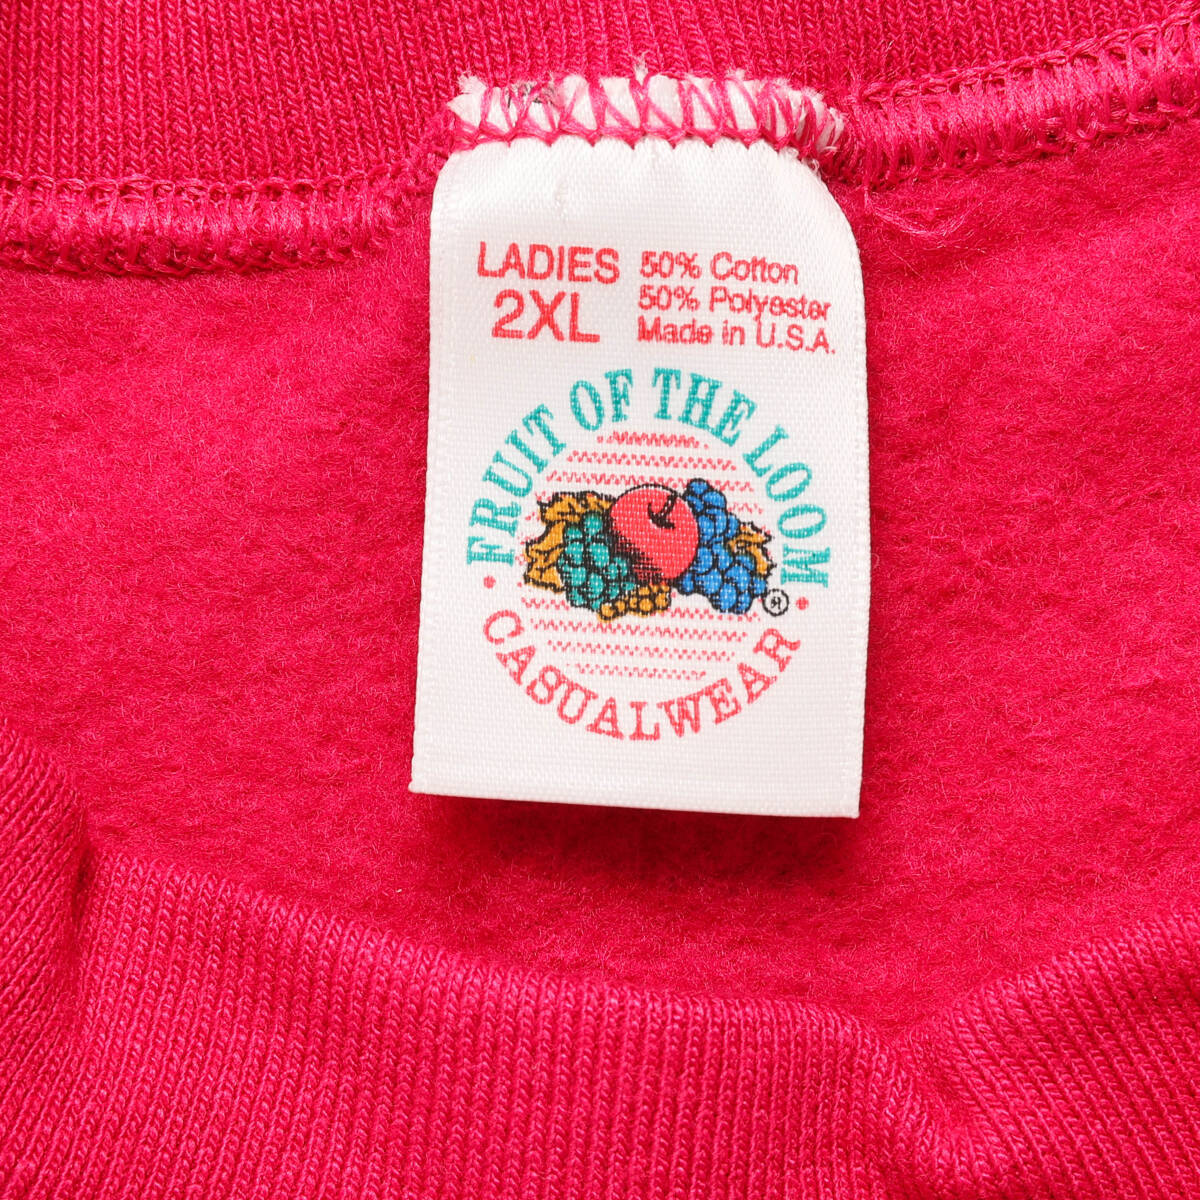 LADIES
2XL
50% Cotton
50% Polyester
Made in U.S.A.
FRUIT OF THE LOOM
® 
• CASUALWEAR •